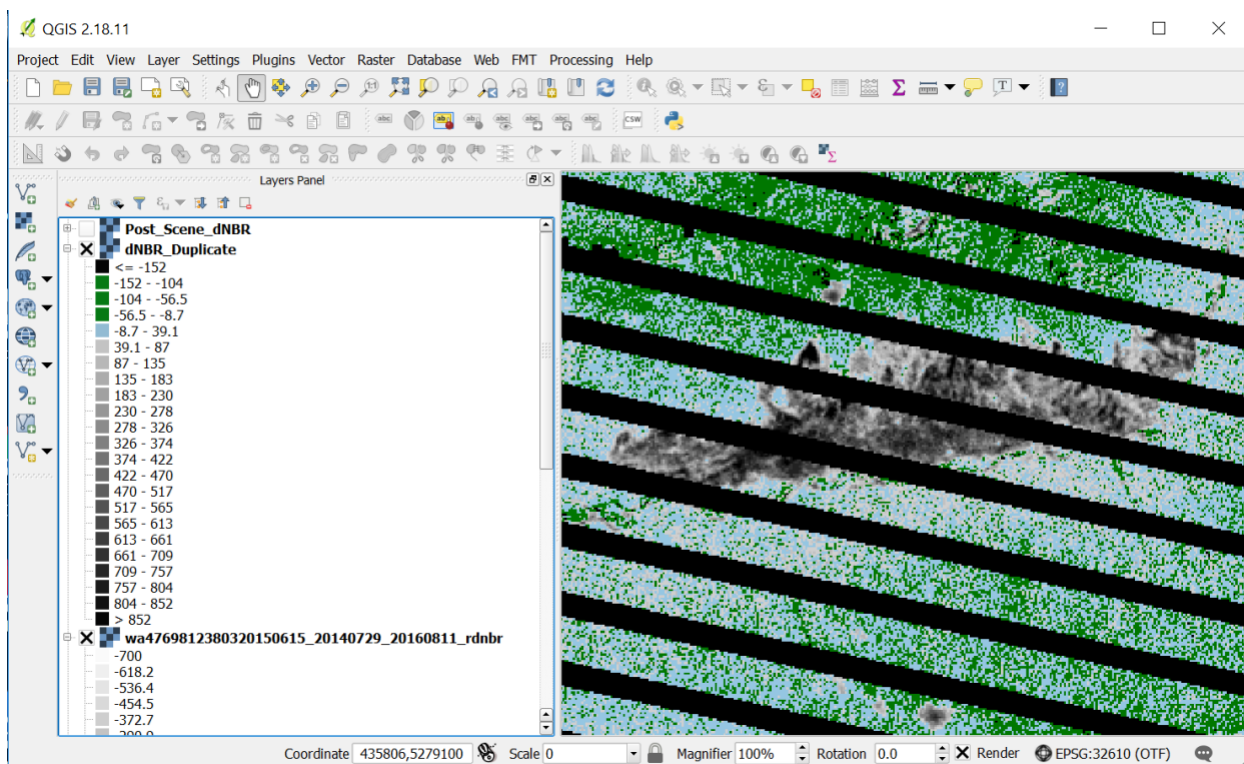 QGIS 2.18.11
Project Edit View Layer Settings Plugins Vector Raster Database Web FMT Processing Help
Layers Panel
Post_Scene_dNBR
dNBR_Duplicate
<= -152
-152 - -104
-104 - -56.5
-56.5 - -8.7
-8.7 - 39.1
39.1 - 87
87 - 135
135 - 183
183 - 230
230 - 278
278 - 326
326 - 374
374 - 422
422 - 470
470 - 517
517 - 565
565 - 613
613 - 661
661 - 709
709 - 757
757 - 804
804 - 852
> 852
wa4769812380320150615_20140729_20160811_rdnbr
-700
-618.2
-536.4
-454.5
-372.7
Coordinate 435806,5279100 Scale 0 Magnifier 100% Rotation 0.0 Render EPSG:32610 (OTF)